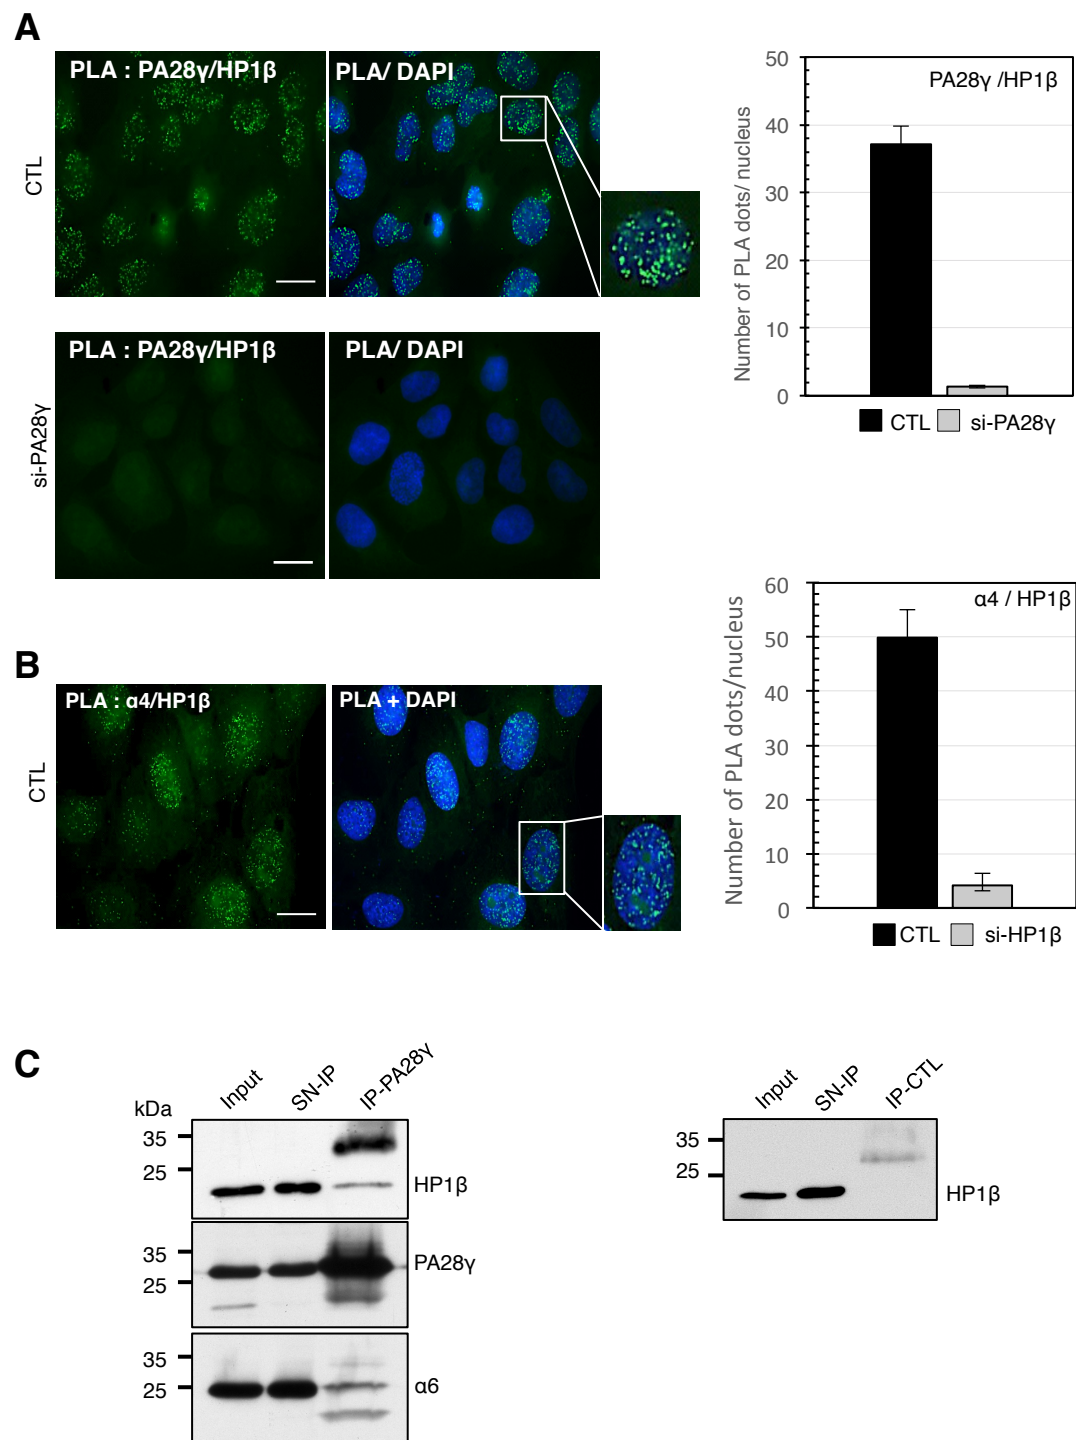 A
PLA : PA28γ/HP1β
PLA/ DAPI
CTL
PLA : PA28γ/HP1β
PLA/ DAPI
si-PA28γ
PA28γ /HP1β
Number of PLA dots/ nucleus
50
40
30
20
10
0
CTL si-PA28γ
B
PLA : α4/HP1β
PLA + DAPI
CTL
α4 / HP1β
Number of PLA dots/nucleus
60
50
40
30
20
10
0
CTL si-HP1β
C
kDa
Input SN-IP IP-PA28γ
35
25
HP1β
35
25
PA28γ
35
25
α6
Input SN-IP IP-CTL
35
25
HP1β